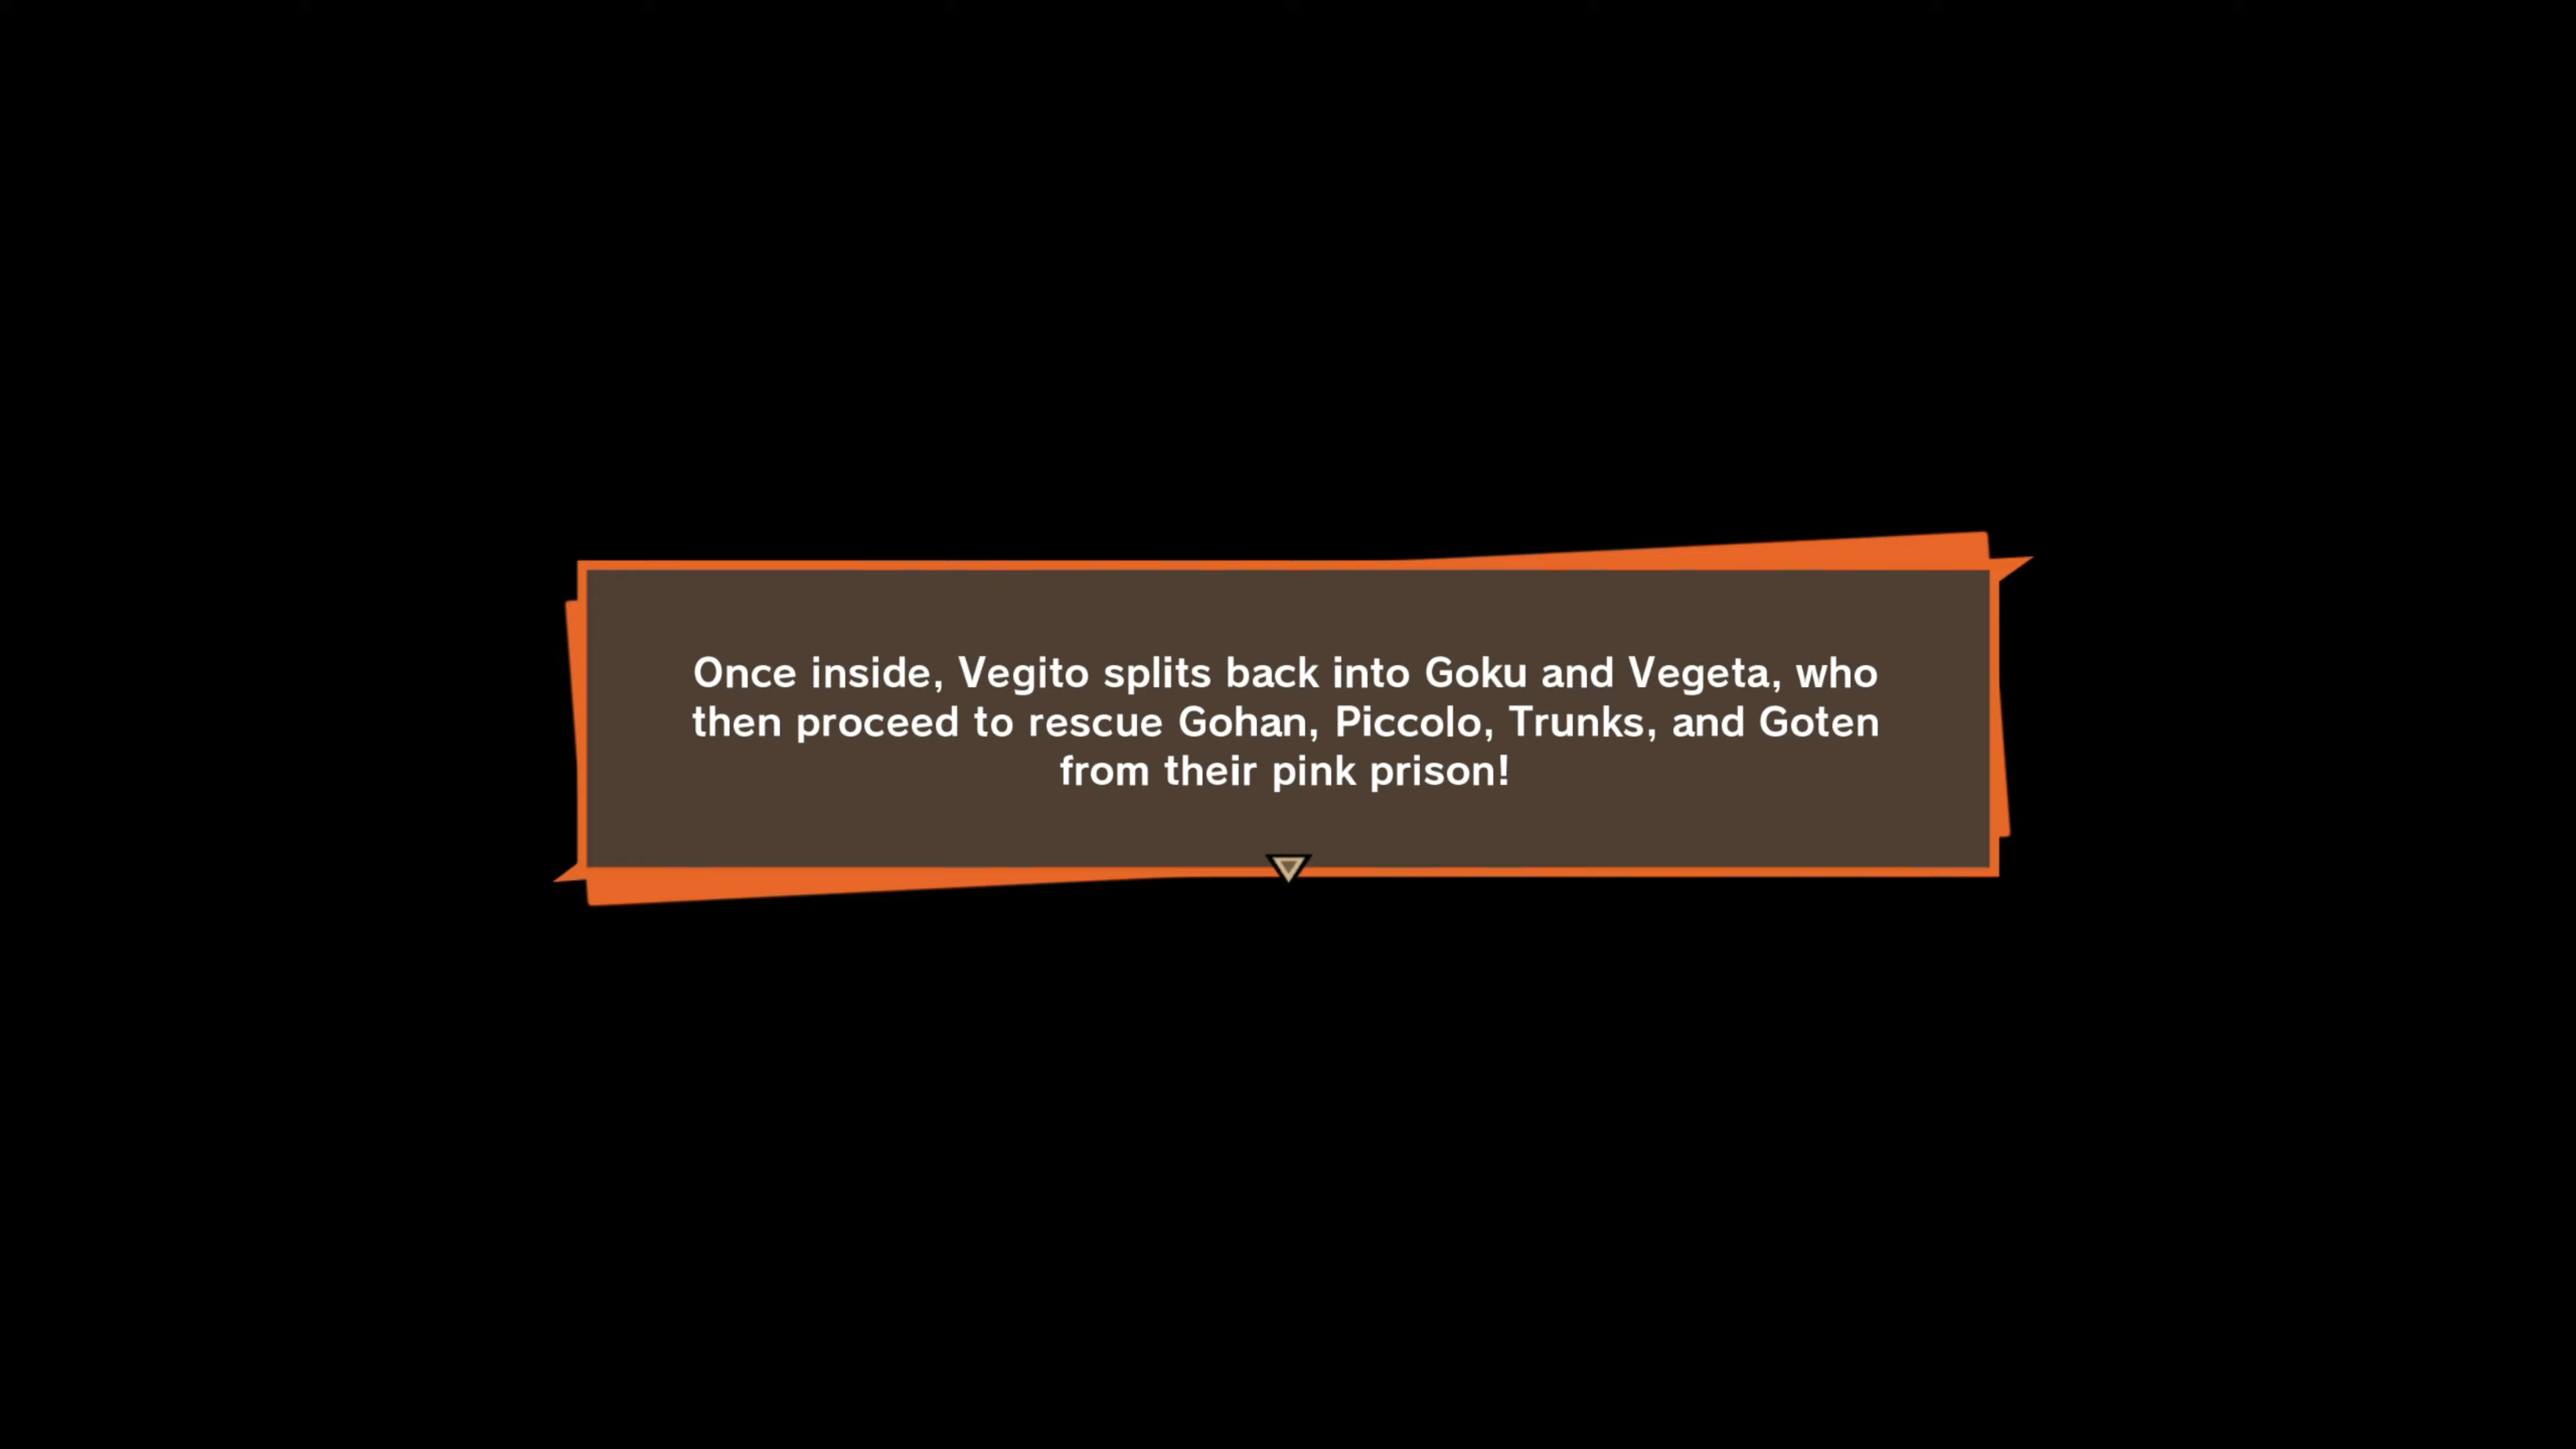 Once inside, Vegito splits back into Goku and Vegeta, who
then proceed to rescue Gohan, Piccolo, Trunks, and Goten
from their pink prison!